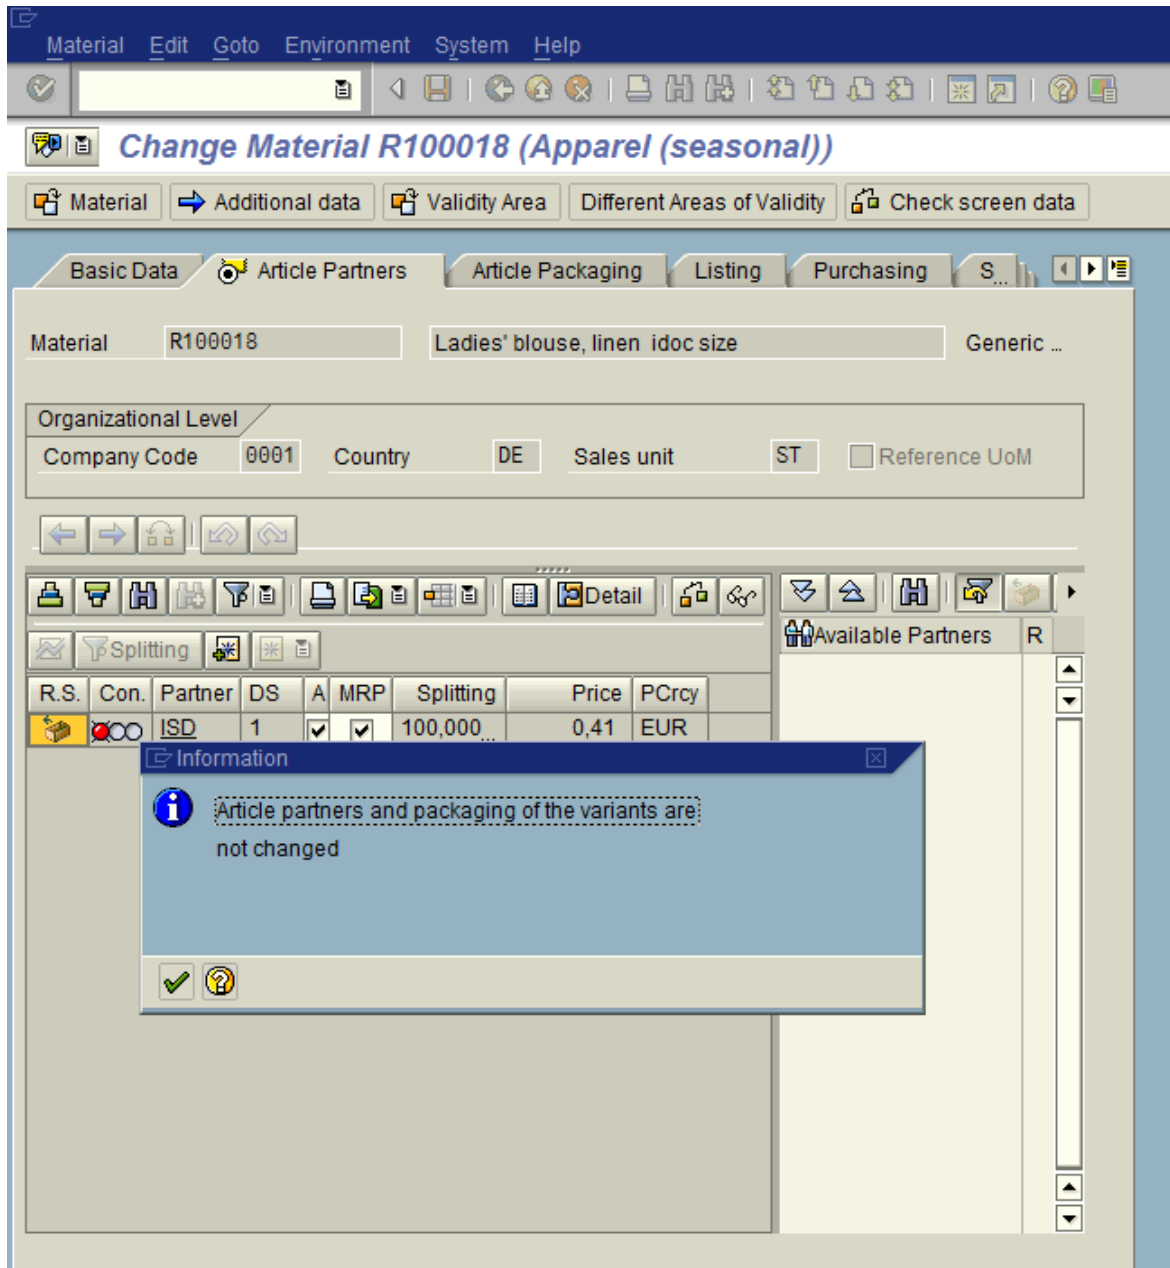 Material Edit Goto Environment System Help
Change Material R100018 (Apparel (seasonal))
Material Additional data Validity Area Different Areas of Validity Check screen data
Basic Data Article Partners Article Packaging Listing Purchasing S...
Material R100018 Ladies' blouse, linen idoc size Generic ...
Organizational Level
Company Code 0001 Country DE Sales unit ST Reference UoM
Detail
Available Partners R
Splitting
R.S. Con. Partner DS A MRP Splitting Price PCrcy
ISD 1 100,000... 0,41 EUR
Information
Article partners and packaging of the variants are
not changed